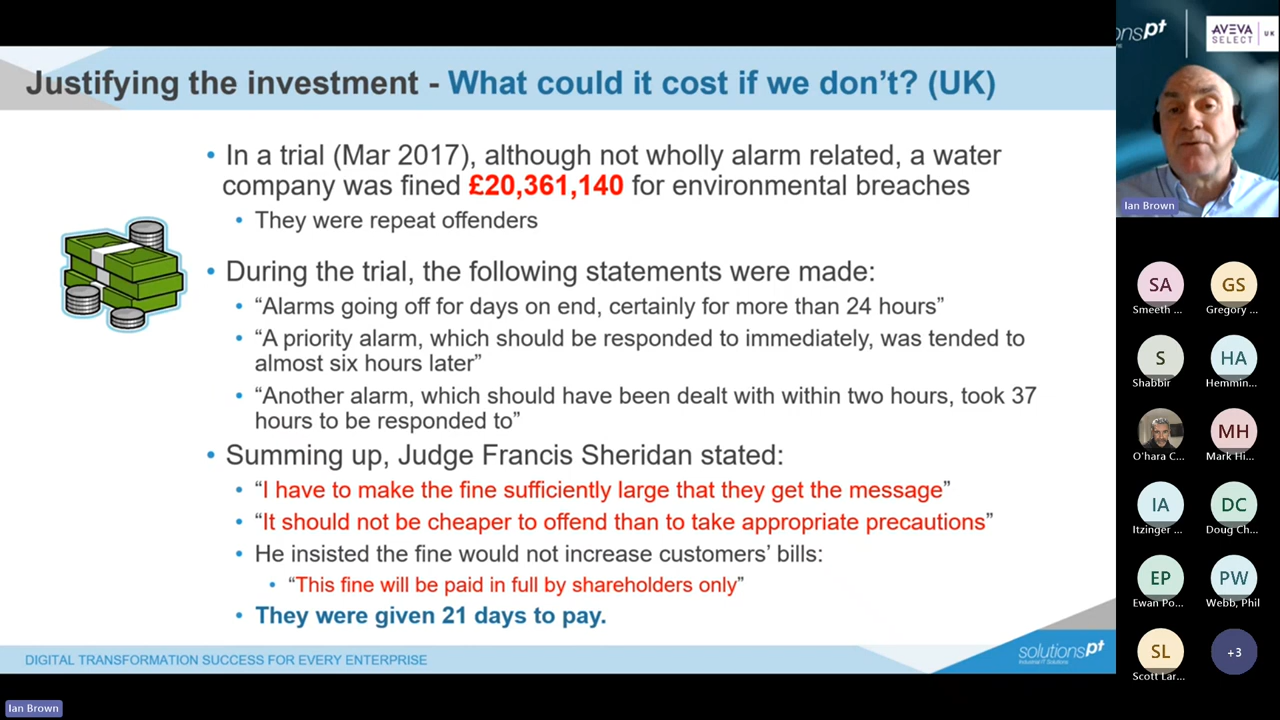 Justifying the investment - What could it cost if we don't? (UK)
• In a trial (Mar 2017), although not wholly alarm related, a water
company was fined £20,361,140 for environmental breaches
• They were repeat offenders
• During the trial, the following statements were made:
• “Alarms going off for days on end, certainly for more than 24 hours”
• “A priority alarm, which should be responded to immediately, was tended to
almost six hours later”
• “Another alarm, which should have been dealt with within two hours, took 37
hours to be responded to”
• Summing up, Judge Francis Sheridan stated:
• “I have to make the fine sufficiently large that they get the message”
• “It should not be cheaper to offend than to take appropriate precautions”
• He insisted the fine would not increase customers’ bills:
• “This fine will be paid in full by shareholders only”
• They were given 21 days to pay.
DIGITAL TRANSFORMATION SUCCESS FOR EVERY ENTERPRISE
solutionspt
Industrial IT Solutions
Ian Brown
onspt
AVEVA
SELECT UK
Ian Brown
SA GS
Smeeth ... Gregory ...
S HA
Shabbir Hemmin...
MH
O'hara C... Mark Hi...
IA DC
Itzinger ... Doug Ch...
EP PW
Ewan Po... Webb, Phil
SL +3
Scott Lar...